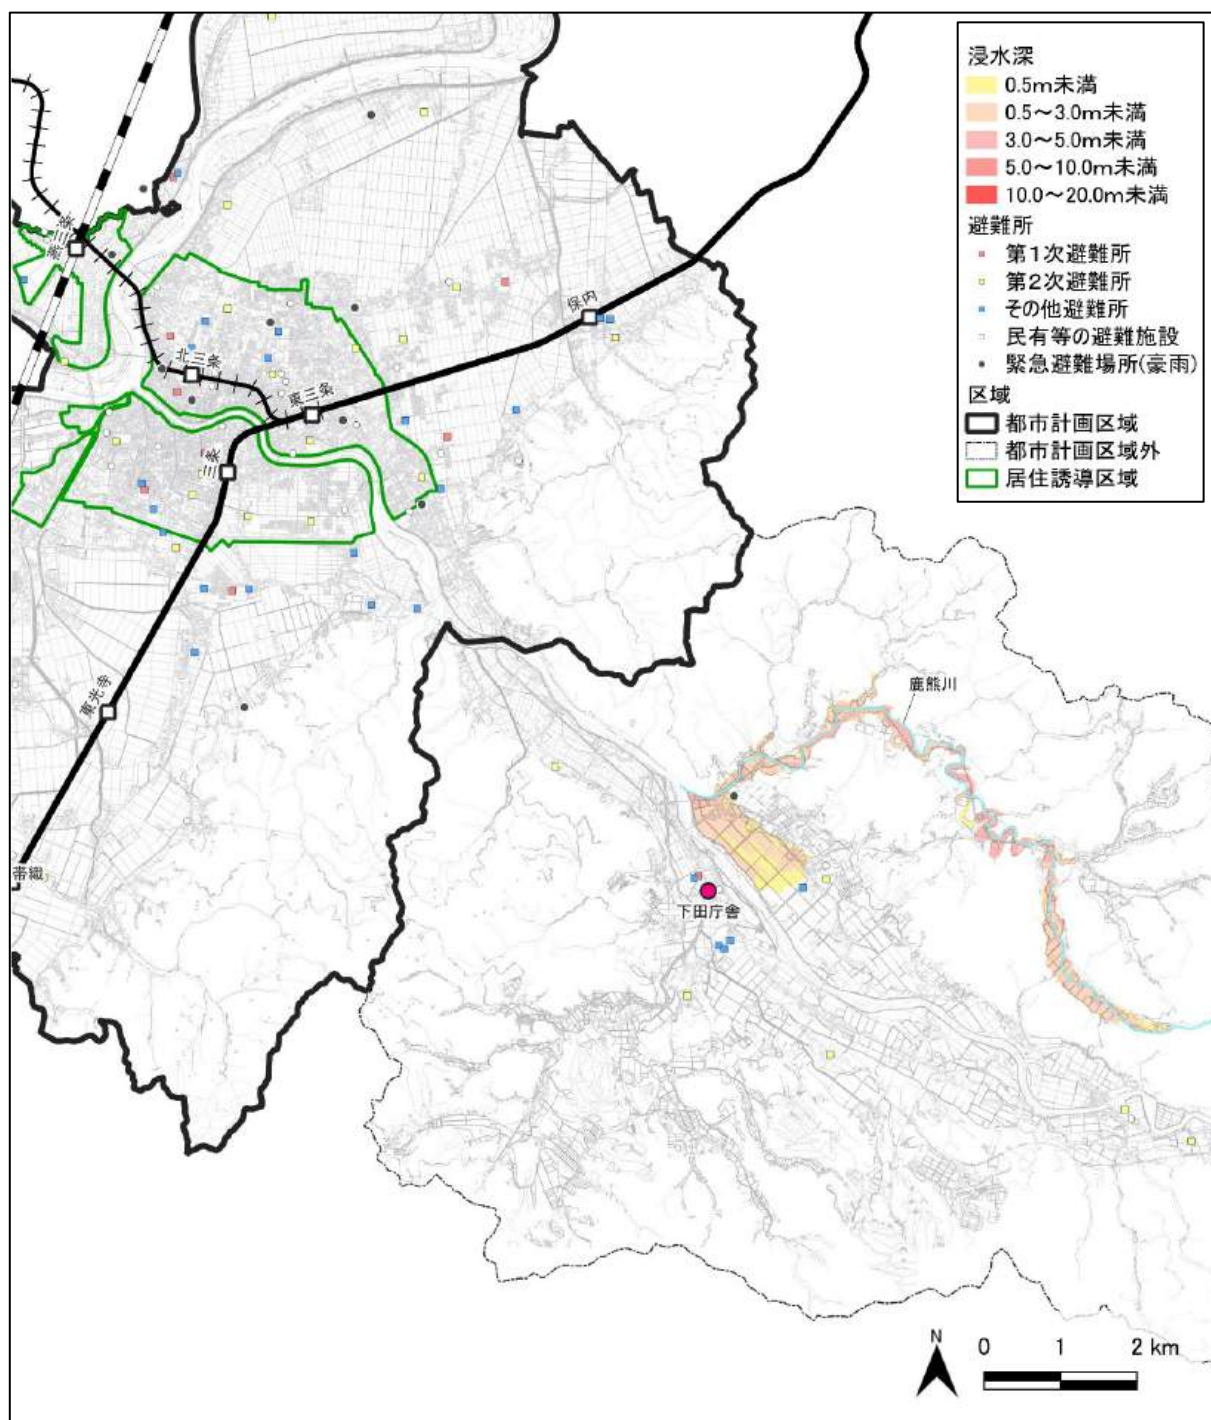 浸水深
0.5m未満
0.5～3.0m未満
3.0～5.0m未満
5.0～10.0m未満
10.0～20.0m未満
避難所
第1次避難所
第2次避難所
その他避難所
民有等の避難施設
緊急避難場所(豪雨)
区域
都市計画区域
都市計画区域外
居住誘導区域
燕三条
保内
北三条
東三条
三条
東光寺
帯織
鹿熊川
下田庁舎
N
0 1 2 km